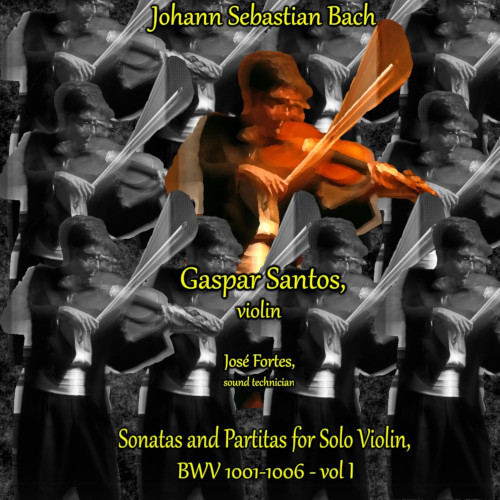 Johann Sebastian Bach
Gaspar Santos,
violin
José Fortes,
sound technician
Sonatas and Partitas for Solo Violin,
BWV 1001-1006 - vol I